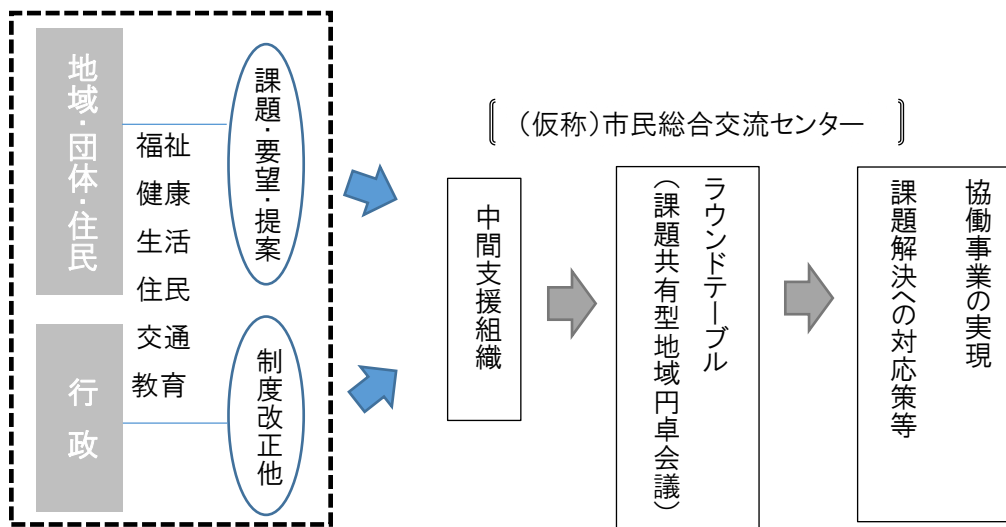 地域・団体・住民
課題・要望・提案
福祉
健康
生活
住民
交通
教育
行政
制度改正他
〔 （仮称）市民総合交流センター 〕
中間支援組織
ラウンドテーブル
（課題共有型地域円卓会議）
協働事業の実現
課題解決への対応策等